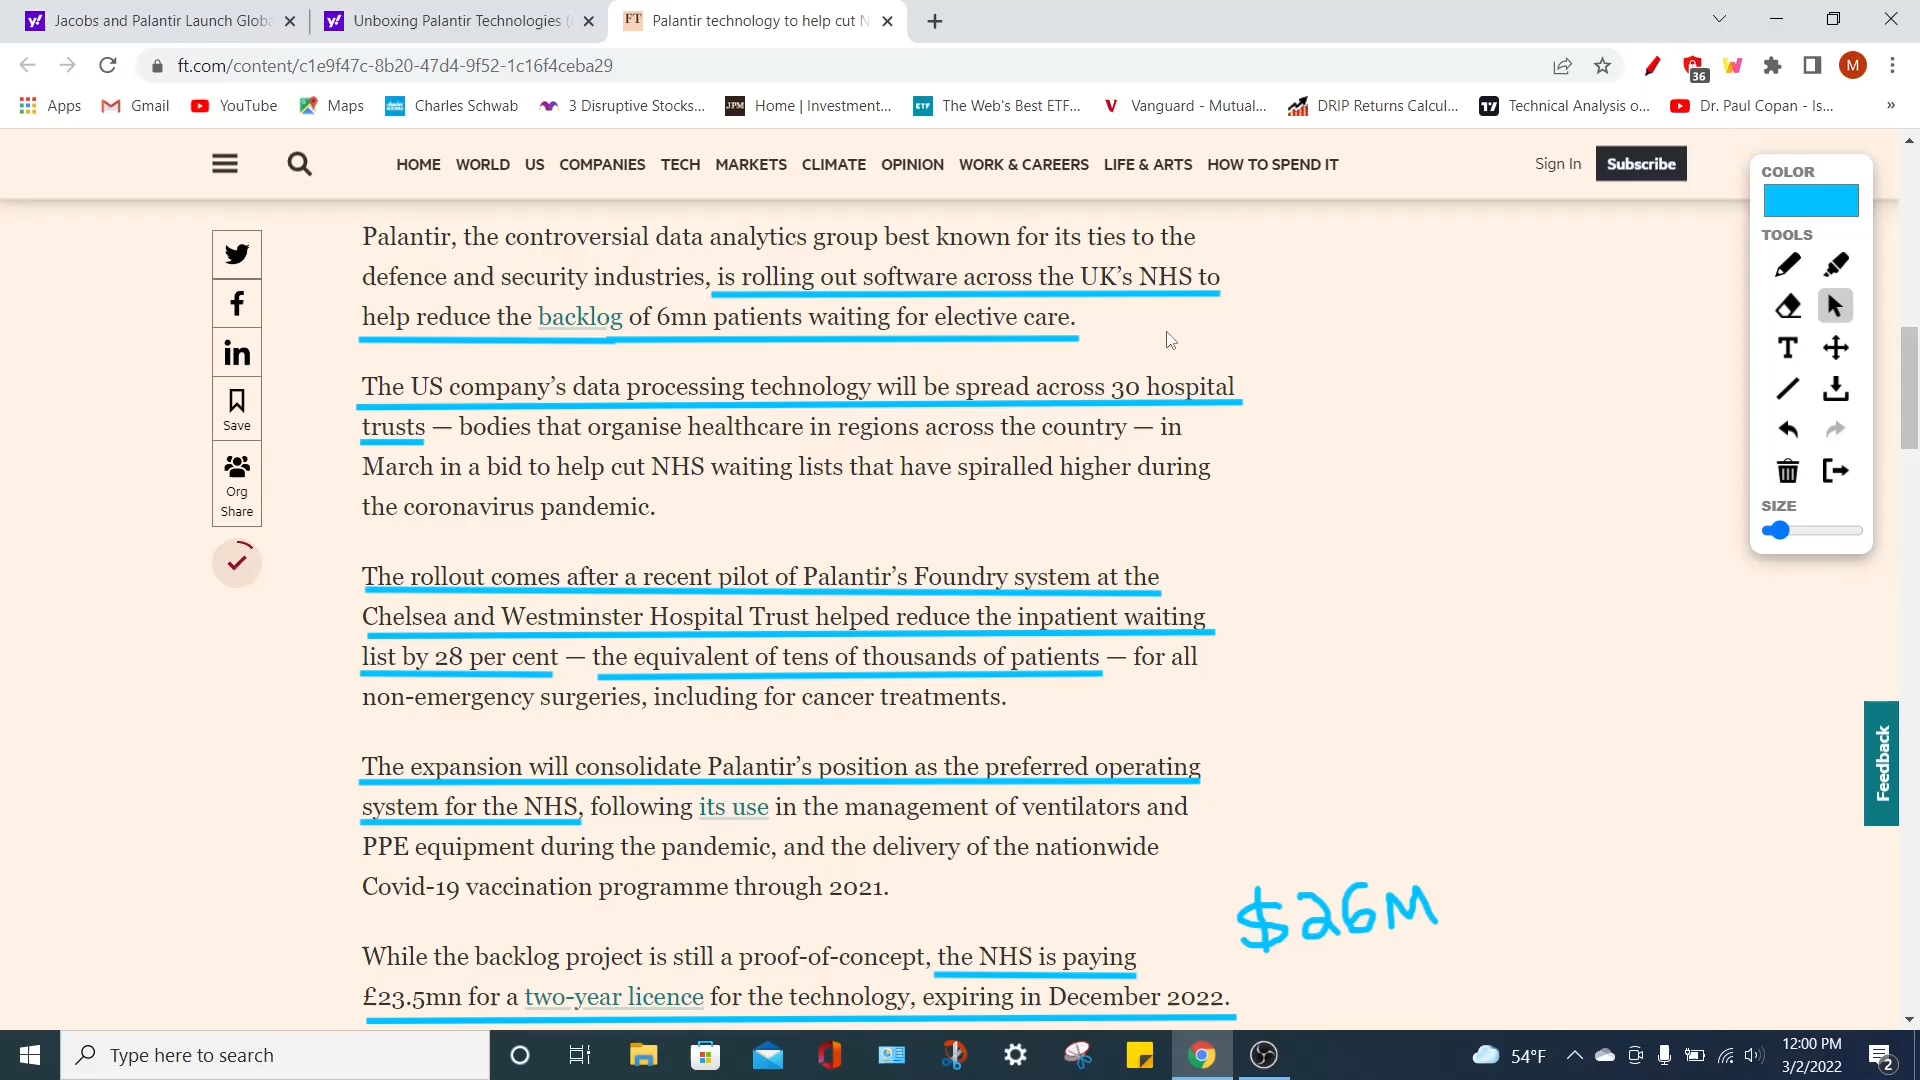 Jacobs and Palantir Launch Globa
Unboxing Palantir Technologies (
FT
Palantir technology to help cut N
ft.com/content/c1e9f47c-8b20-47d4-9f52-1c16f4ceba29
36
M
Apps
Gmail
YouTube
Maps
Charles Schwab
3 Disruptive Stocks...
JPM
Home | Investment...
ETF
The Web's Best ETF...
Vanguard - Mutual...
DRIP Returns Calcul...
Technical Analysis o...
Dr. Paul Copan - Is...
HOME WORLD US COMPANIES TECH MARKETS CLIMATE OPINION WORK & CAREERS LIFE & ARTS HOW TO SPEND IT
Sign In
Subscribe
COLOR
TOOLS
SIZE
Save
Org
Share
Palantir, the controversial data analytics group best known for its ties to the
defence and security industries, is rolling out software across the UK's NHS to
help reduce the backlog of 6mn patients waiting for elective care.
The US company's data processing technology will be spread across 30 hospital
trusts — bodies that organise healthcare in regions across the country — in
March in a bid to help cut NHS waiting lists that have spiralled higher during
the coronavirus pandemic.
The rollout comes after a recent pilot of Palantir's Foundry system at the
Chelsea and Westminster Hospital Trust helped reduce the inpatient waiting
list by 28 per cent — the equivalent of tens of thousands of patients — for all
non-emergency surgeries, including for cancer treatments.
The expansion will consolidate Palantir's position as the preferred operating
system for the NHS, following its use in the management of ventilators and
PPE equipment during the pandemic, and the delivery of the nationwide
Covid-19 vaccination programme through 2021.
$26M
While the backlog project is still a proof-of-concept, the NHS is paying
£23.5mn for a two-year licence for the technology, expiring in December 2022.
Feedback
Type here to search
54°F
12:00 PM
3/2/2022
2